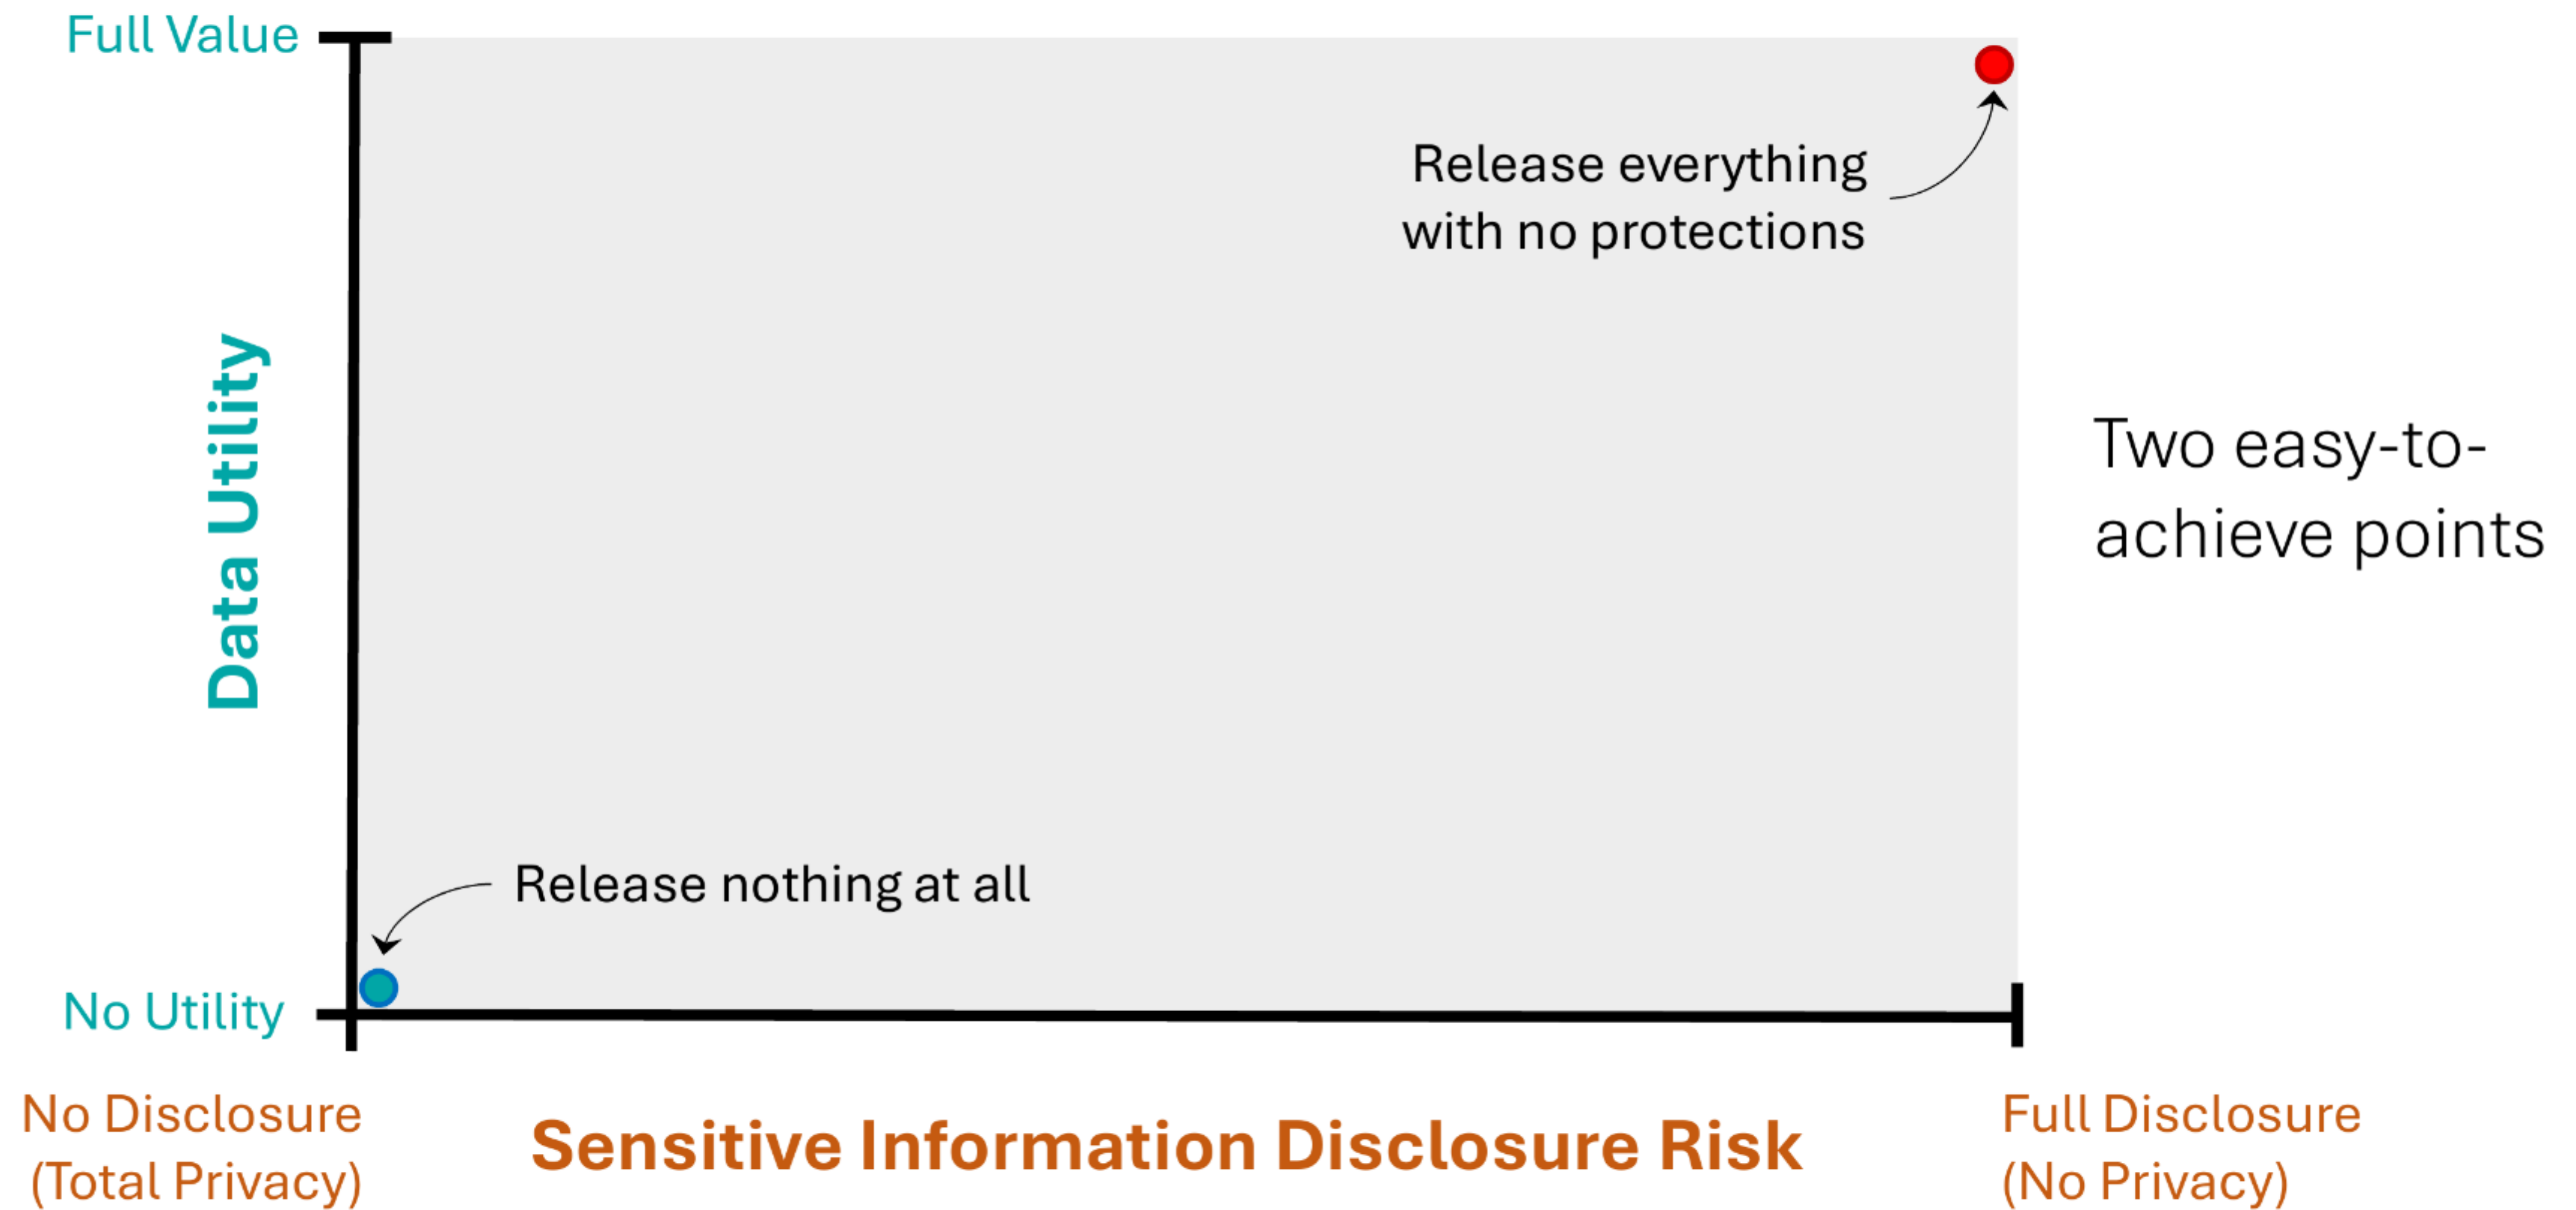 Full Value
Release everything
with no protections
Data Utility
Two easy-to-
achieve points
Release nothing at all
No Utility
No Disclosure
(Total Privacy)
Sensitive Information Disclosure Risk
Full Disclosure
(No Privacy)